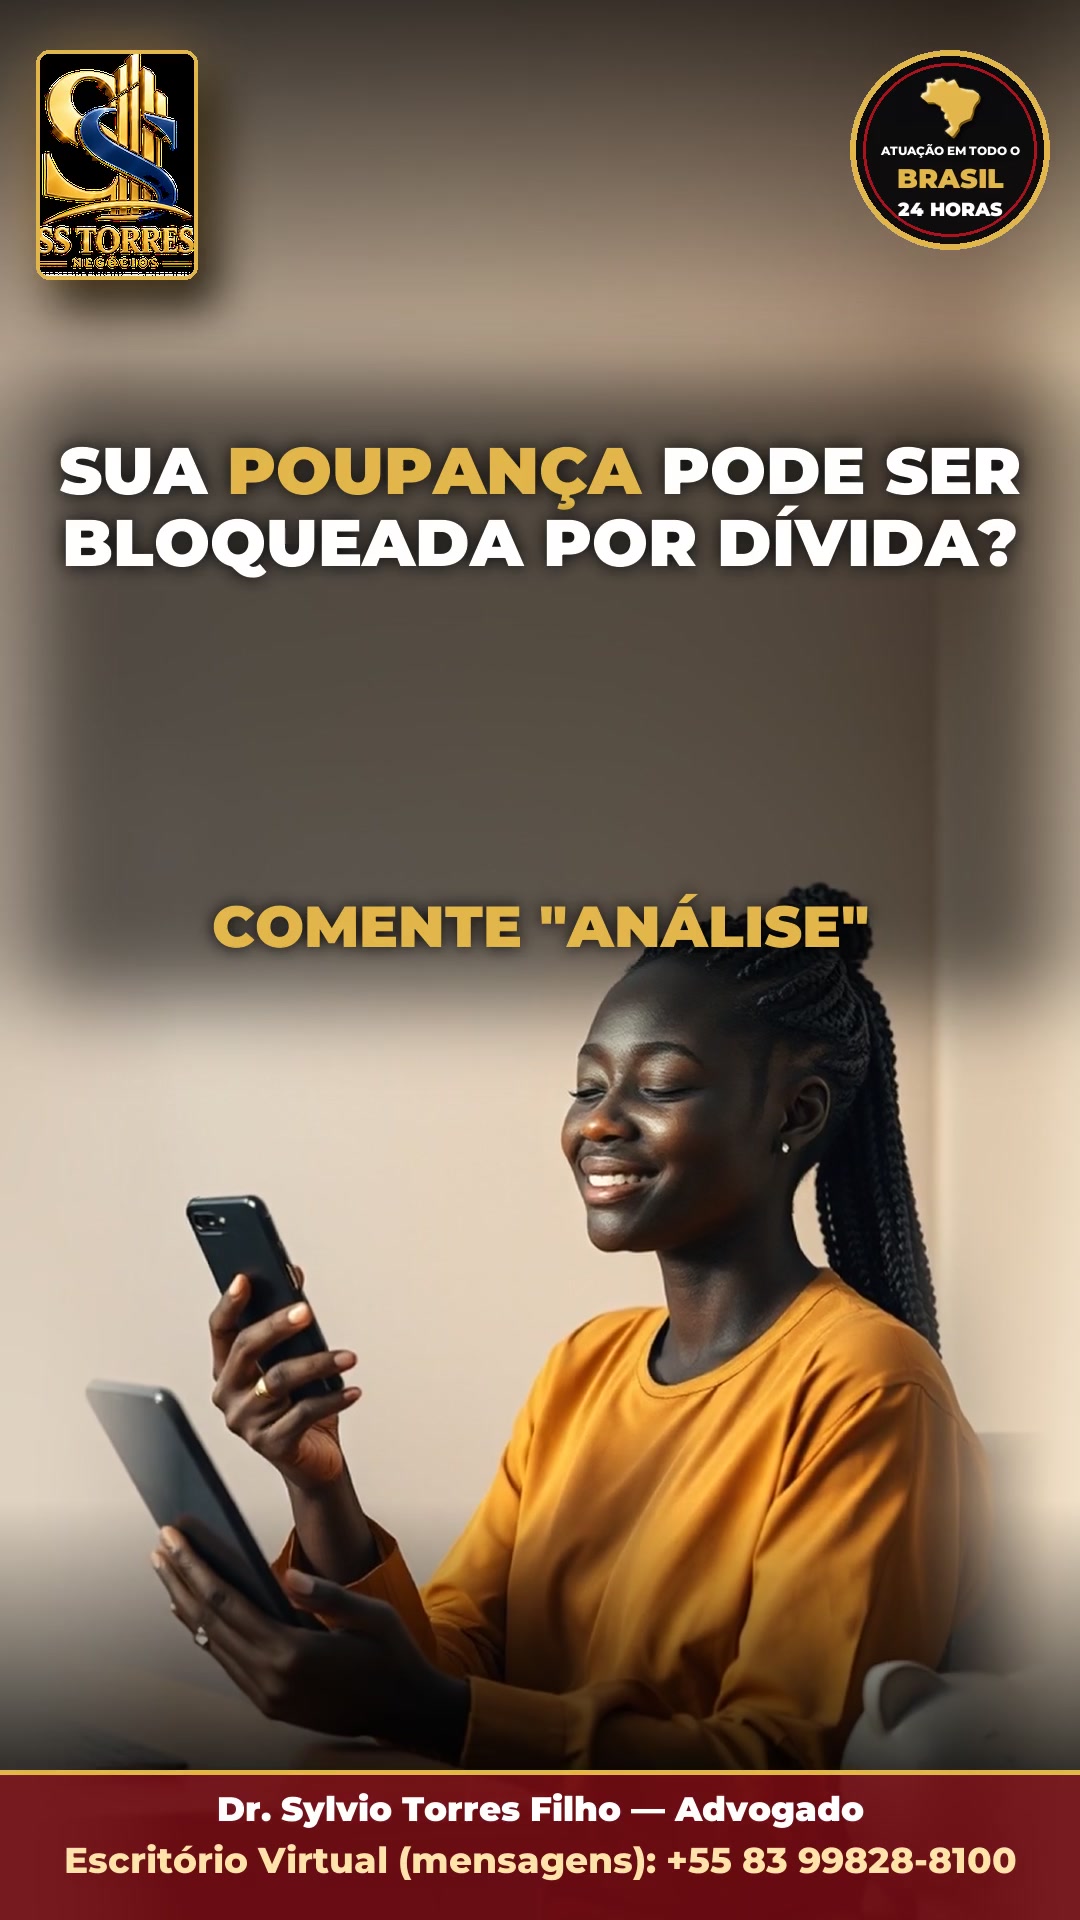 SS TORRES
NEGÓCIOS
ATUAÇÃO EM TODO O
BRASIL
24 HORAS
SUA POUPANÇA PODE SER
BLOQUEADA POR DÍVIDA?
COMENTE "ANÁLISE"
Dr. Sylvio Torres Filho — Advogado
Escritório Virtual (mensagens): +55 83 99828-8100